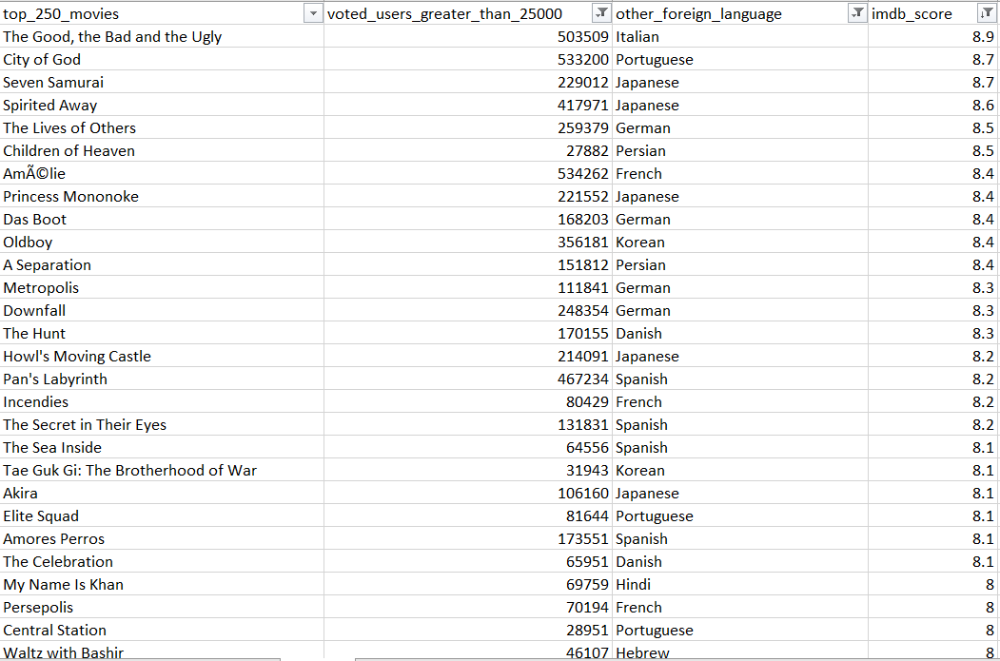 top_250_movies voted_users_greater_than_25000 other_foreign_language imdb_score
The Good, the Bad and the Ugly 503509 Italian 8.9
City of God 533200 Portuguese 8.7
Seven Samurai 229012 Japanese 8.7
Spirited Away 417971 Japanese 8.6
The Lives of Others 259379 German 8.5
Children of Heaven 27882 Persian 8.5
AmÃ©lie 534262 French 8.4
Princess Mononoke 221552 Japanese 8.4
Das Boot 168203 German 8.4
Oldboy 356181 Korean 8.4
A Separation 151812 Persian 8.4
Metropolis 111841 German 8.3
Downfall 248354 German 8.3
The Hunt 170155 Danish 8.3
Howl's Moving Castle 214091 Japanese 8.2
Pan's Labyrinth 467234 Spanish 8.2
Incendies 80429 French 8.2
The Secret in Their Eyes 131831 Spanish 8.2
The Sea Inside 64556 Spanish 8.1
Tae Guk Gi: The Brotherhood of War 31943 Korean 8.1
Akira 106160 Japanese 8.1
Elite Squad 81644 Portuguese 8.1
Amores Perros 173551 Spanish 8.1
The Celebration 65951 Danish 8.1
My Name Is Khan 69759 Hindi 8
Persepolis 70194 French 8
Central Station 28951 Portuguese 8
Waltz with Bashir 46107 Hebrew 8